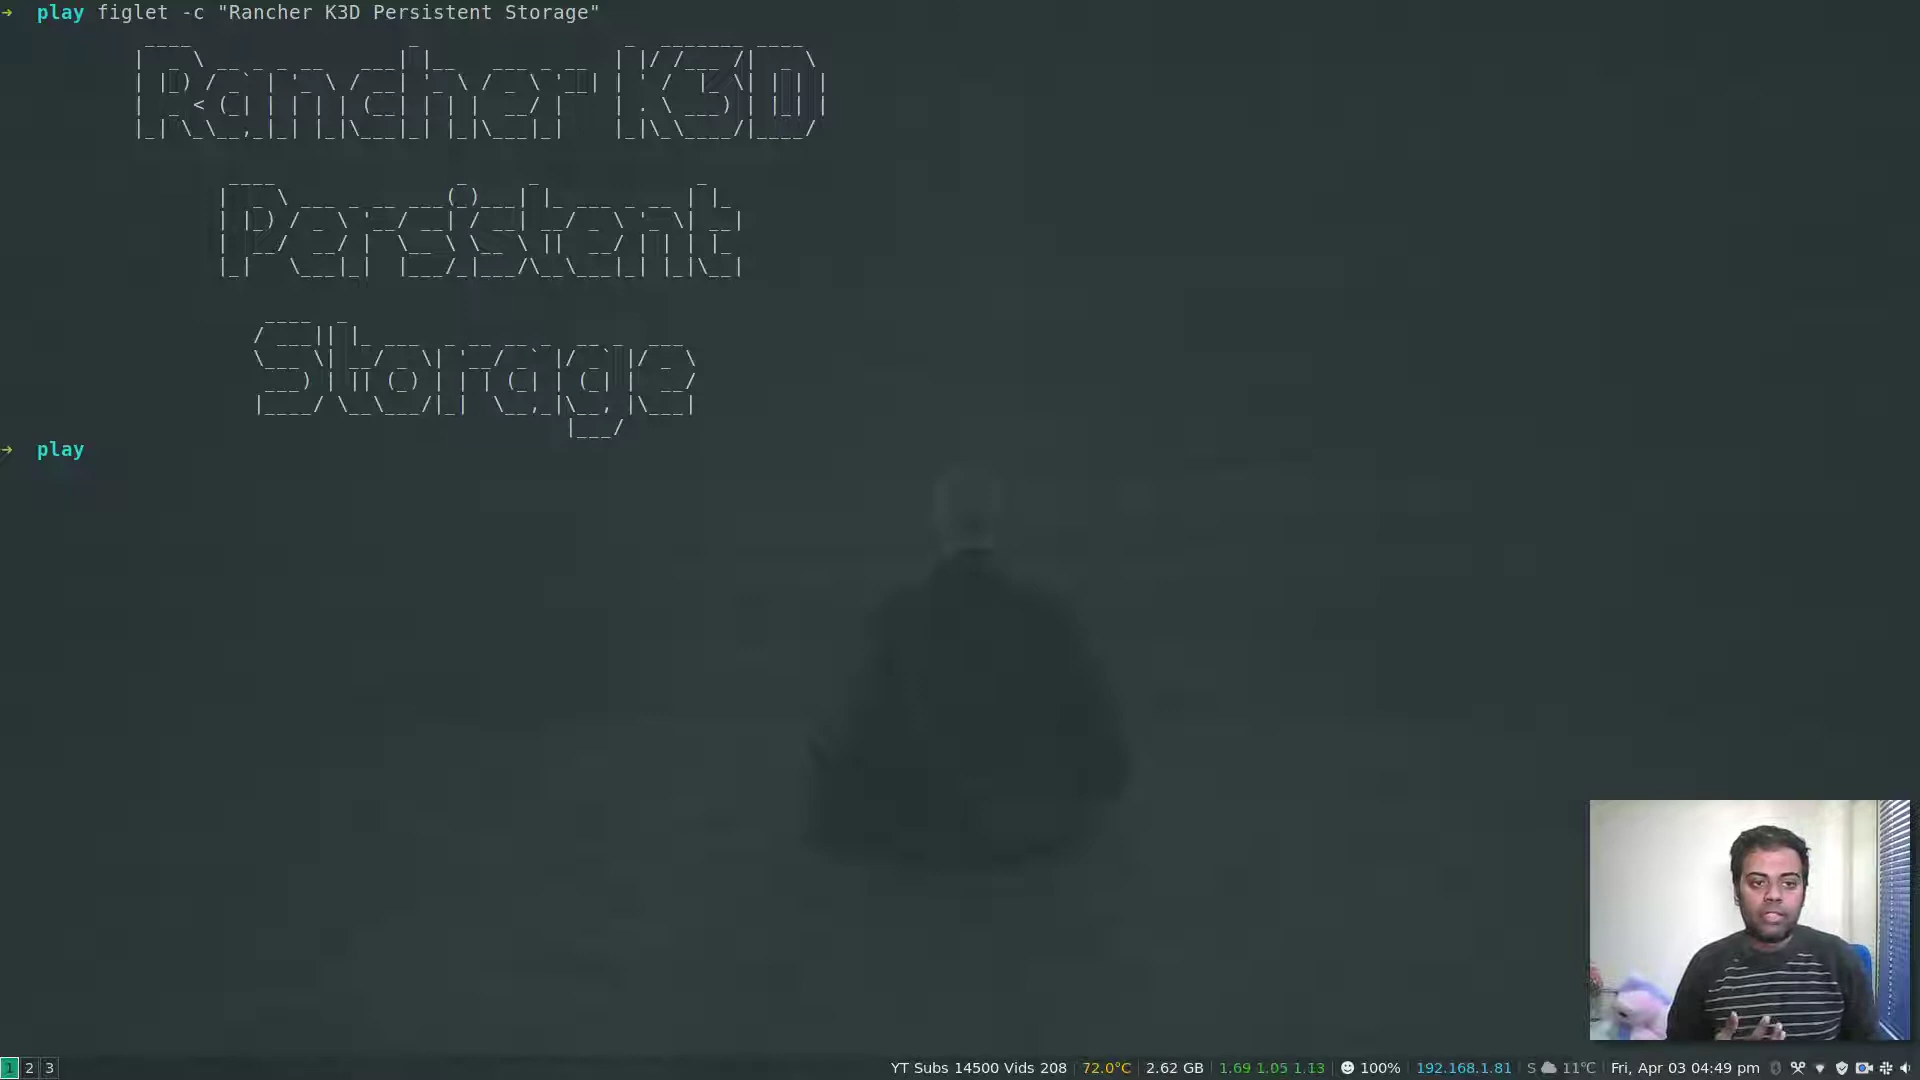 → play figlet -c "Rancher K3D Persistent Storage"
Rancher K3D
Persistent
Storage
→ play
1 2 3 YT Subs 14500 Vids 208 72.0°C 2.62 GB 1.69 1.05 1.13 100% 192.168.1.81 S 11°C Fri, Apr 03 04:49 pm